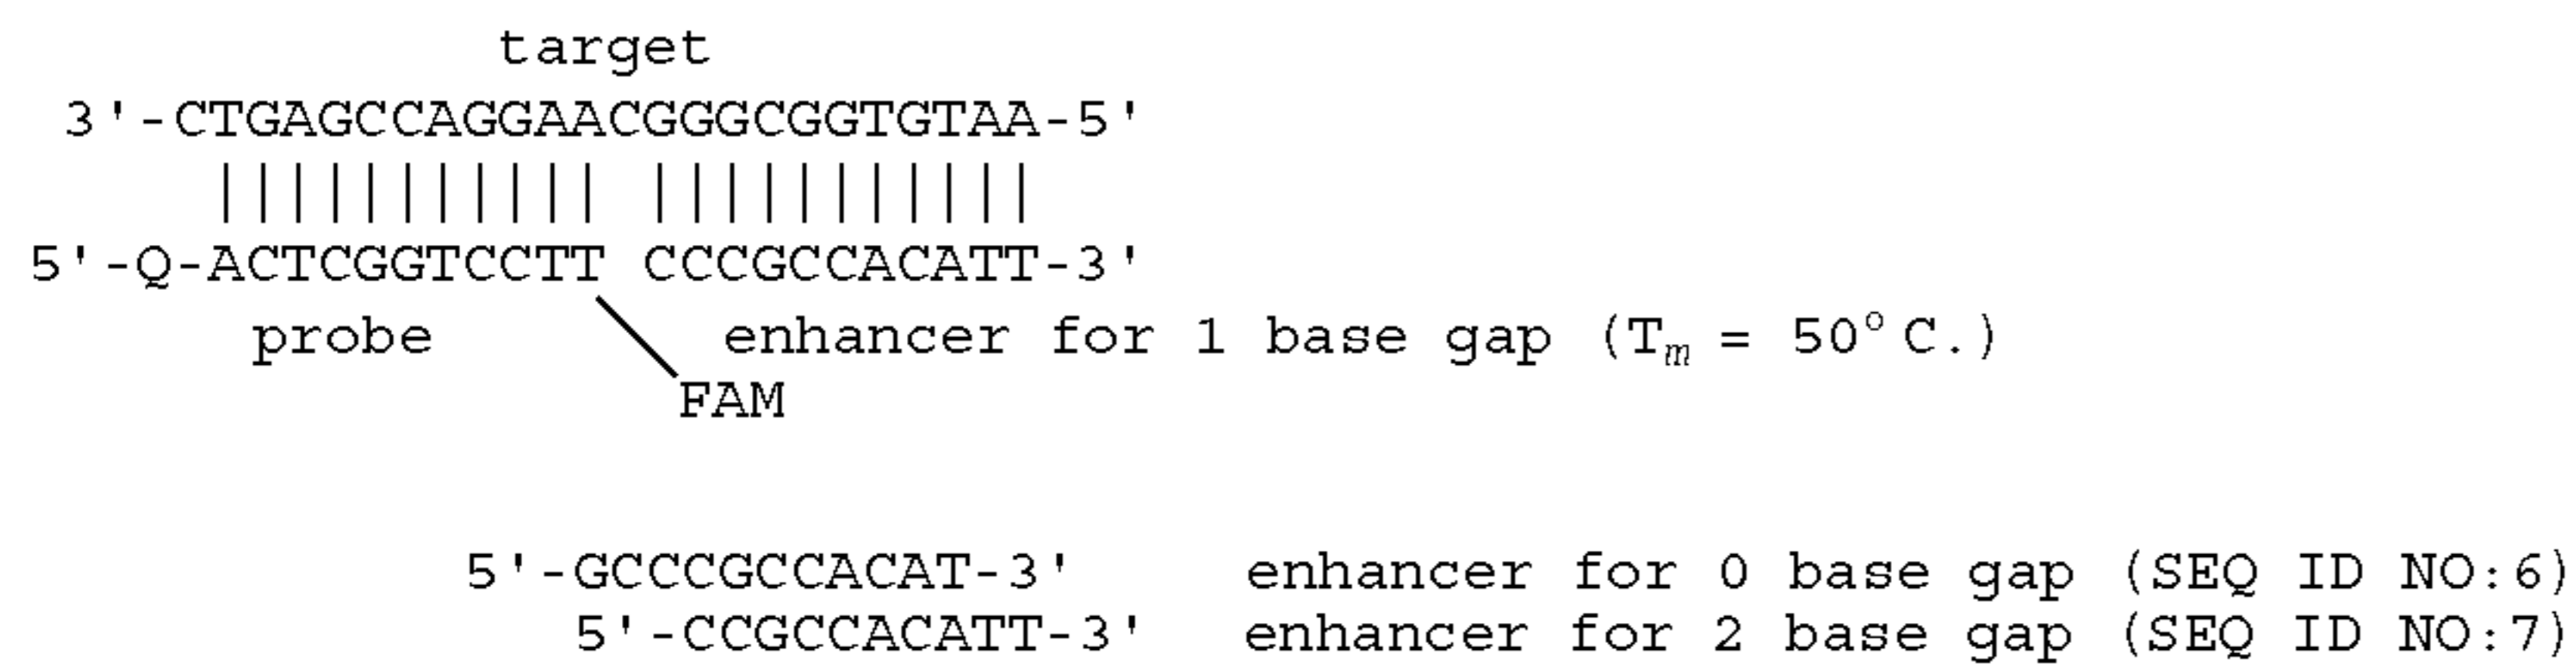 target
3'-CTGAGCCAGGAACGGGCGGTGTAA-5'
||||||||||| |||||||||||
5'-Q-ACTCGGTCCTT CCCGCCACATT-3'
probe enhancer for 1 base gap (Tm = 50° C.)
FAM
5'-GCCCGCCACAT-3' enhancer for 0 base gap (SEQ ID NO:6)
5'-CCGCCACATT-3' enhancer for 2 base gap (SEQ ID NO:7)